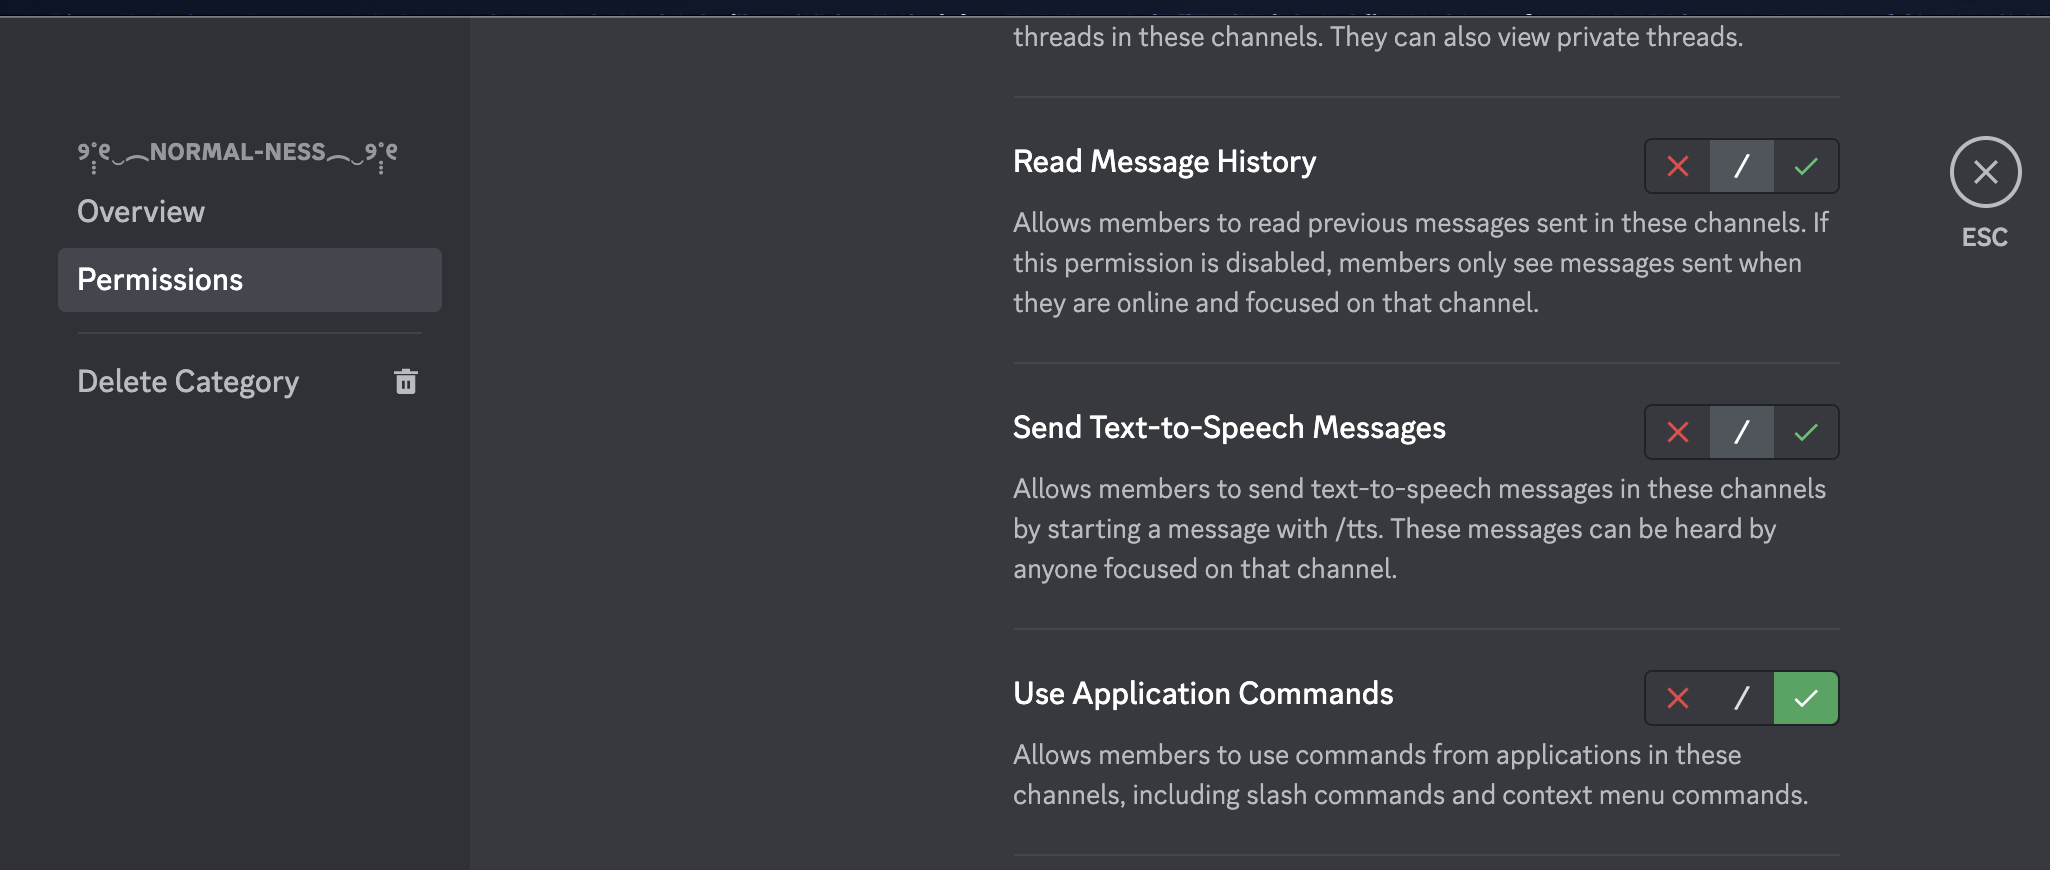 threads in these channels. They can also view private threads.
NORMAL-NESS
Overview
Permissions
Delete Category
Read Message History
Allows members to read previous messages sent in these channels. If
this permission is disabled, members only see messages sent when
they are online and focused on that channel.
Send Text-to-Speech Messages
Allows members to send text-to-speech messages in these channels
by starting a message with /tts. These messages can be heard by
anyone focused on that channel.
Use Application Commands
Allows members to use commands from applications in these
channels, including slash commands and context menu commands.
ESC